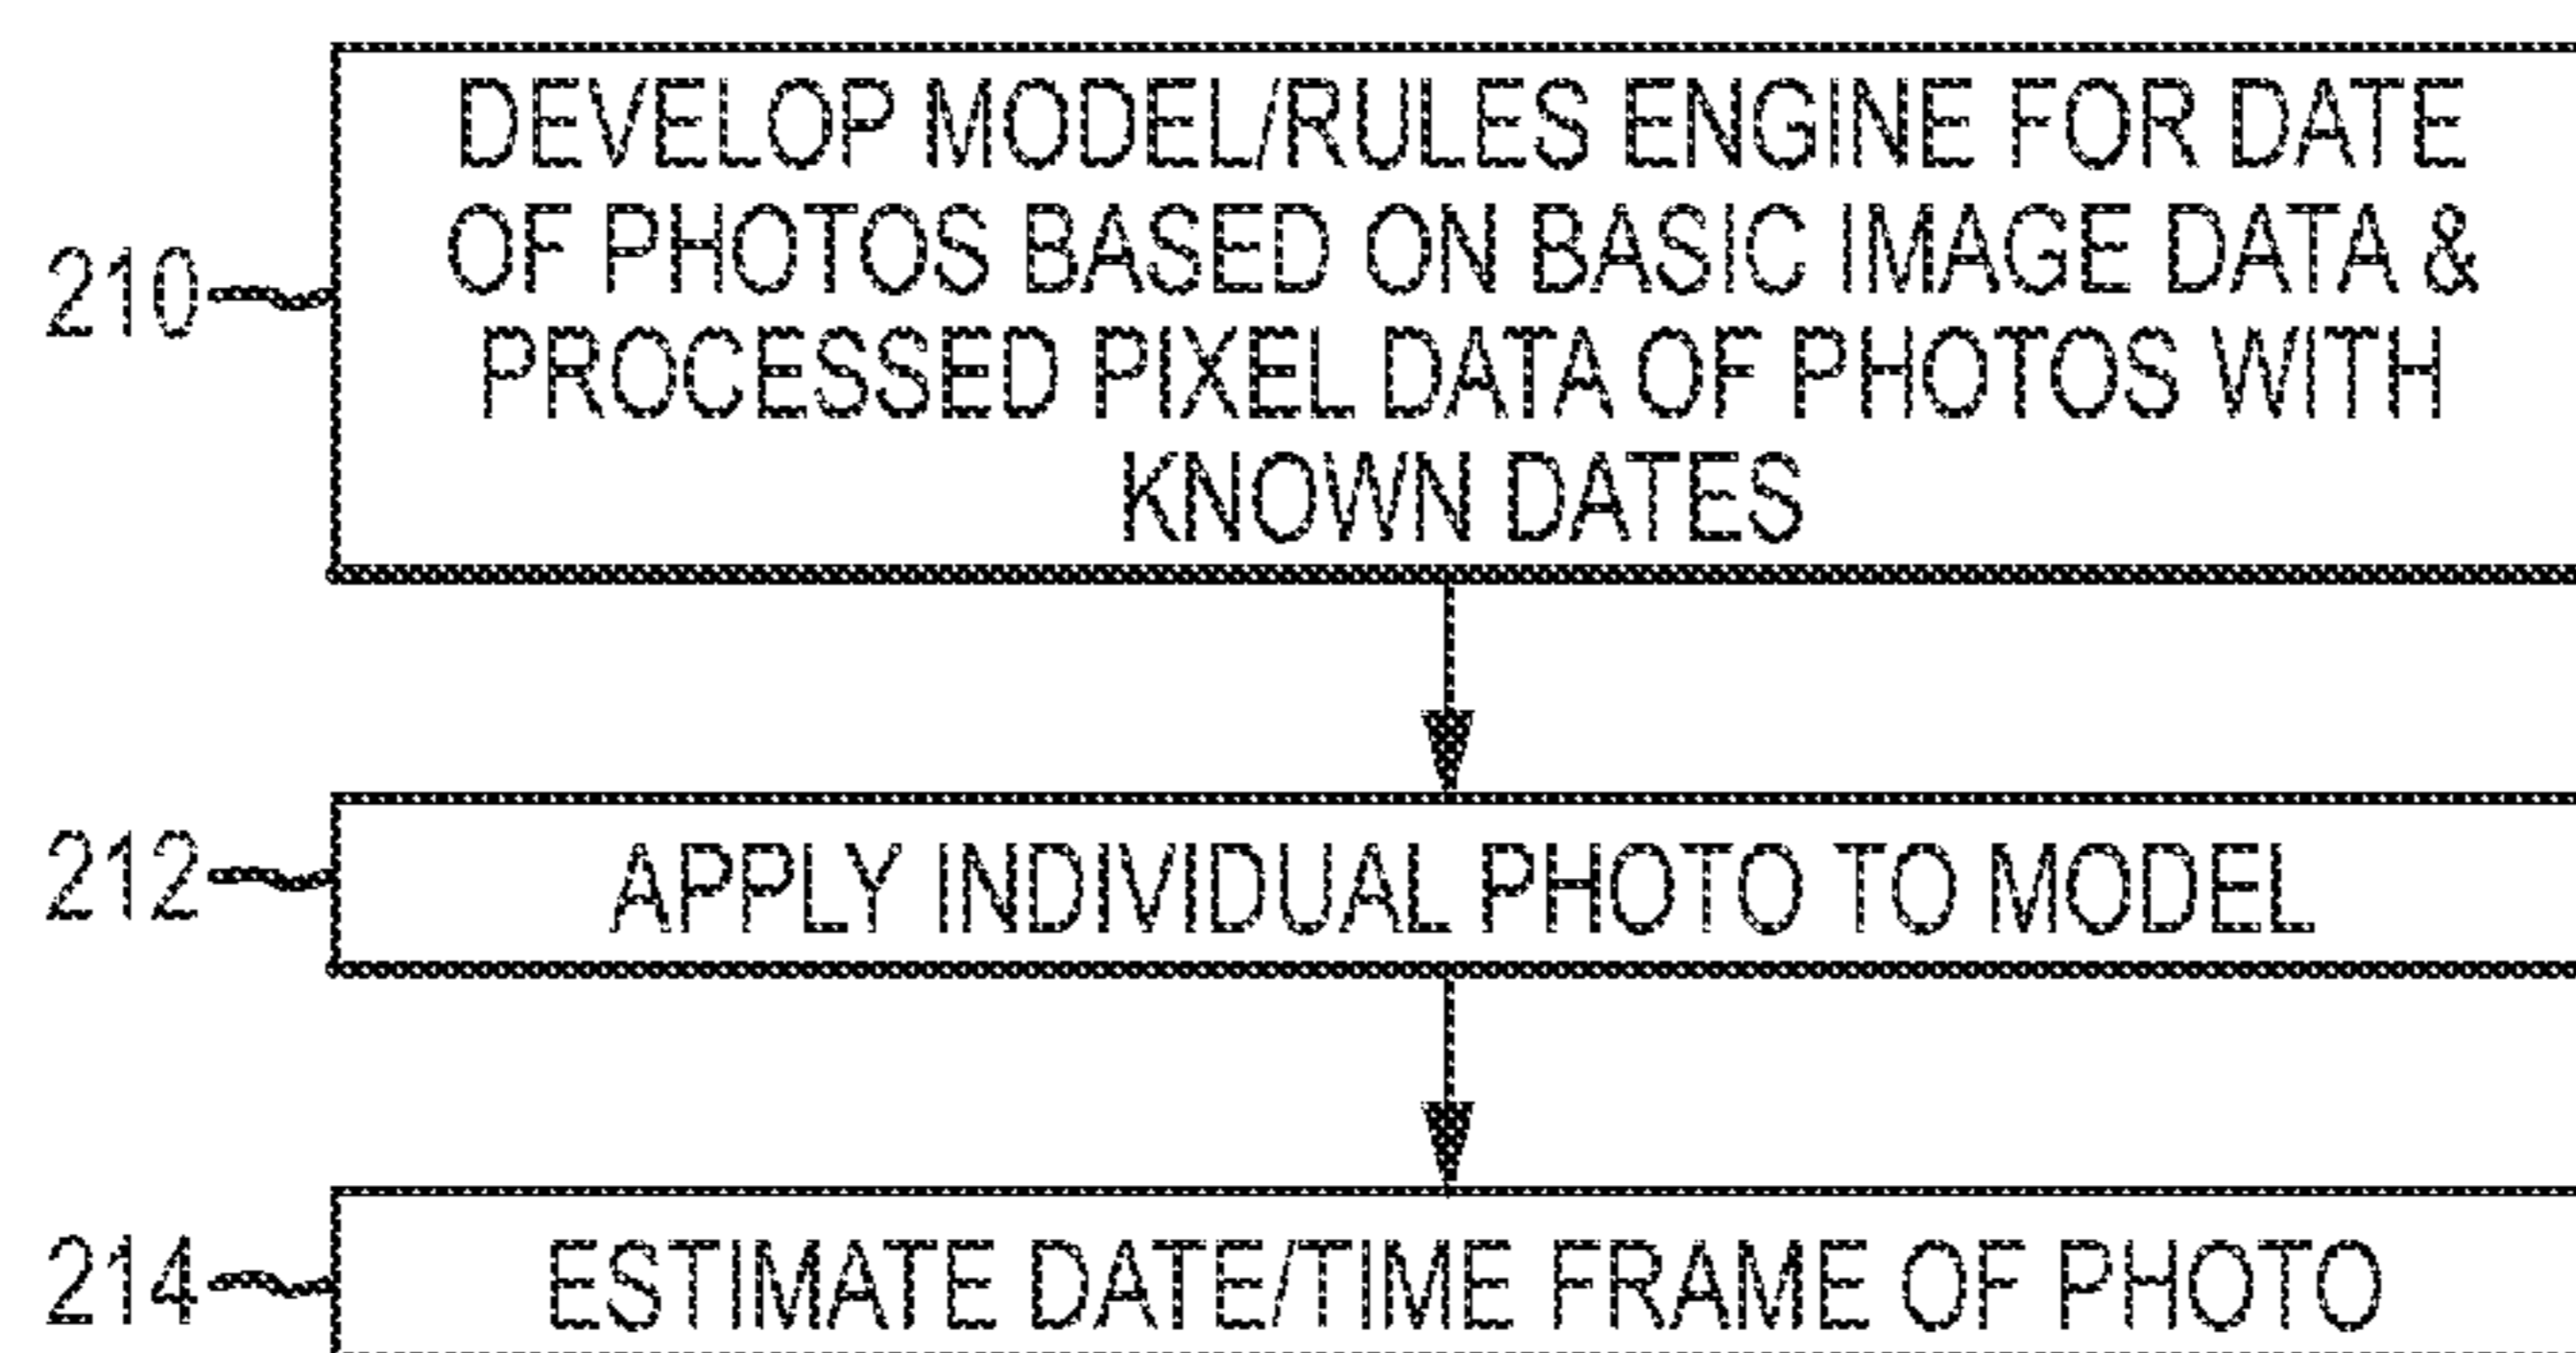 DEVELOP MODEL/RULES ENGINE FOR DATE
OF PHOTOS BASED ON BASIC IMAGE DATA &
210
PROCESSED PIXEL DATA OF PHOTOS WITH
KNOWN DATES
212
APPLY INDIVIDUAL PHOTO TO MODEL
214
ESTIMATE DATE/TIME FRAME OF PHOTO